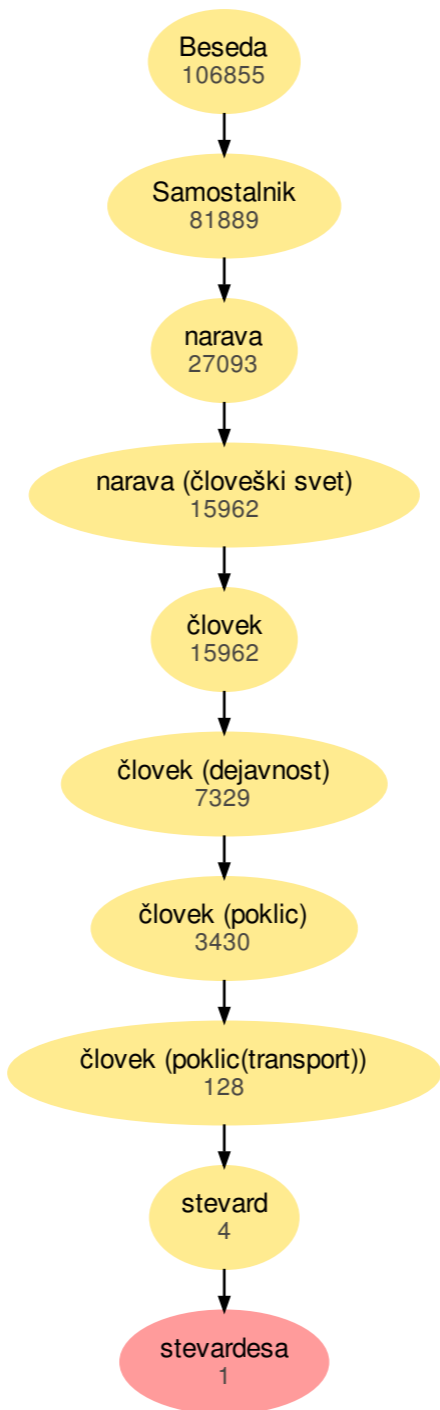 Beseda
106855
Samostalnik
81889
narava
27093
narava (človeški svet)
15962
človek
15962
človek (dejavnost)
7329
človek (poklic)
3430
človek (poklic(transport))
128
stevard
4
stevardesa
1